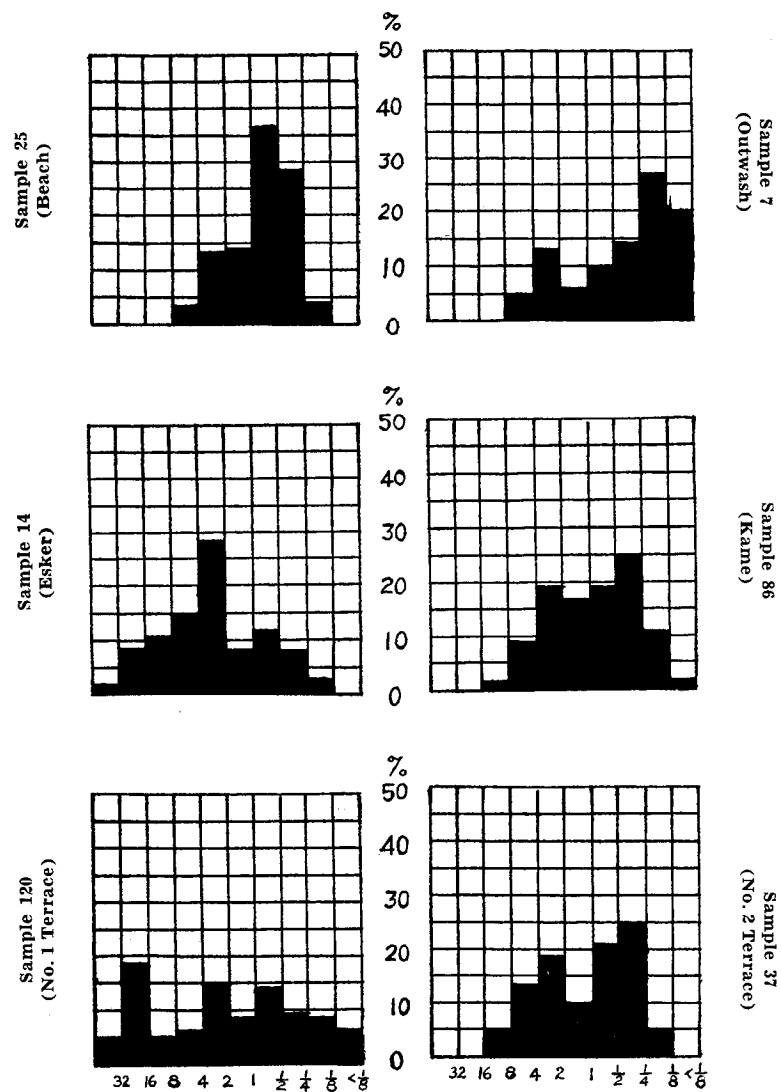 %
50
40
30
20
10
0
Sample 25
(Beach)
Sample 7
(Outwash)
%
50
40
30
20
10
0
Sample 14
(Esker)
Sample 86
(Kame)
%
50
40
30
20
10
0
Sample 120
(No. 1 Terrace)
Sample 37
(No. 2 Terrace)
32 16 8 4 2 1 1/2 1/4 1/8 <1/8
32 16 8 4 2 1 1/2 1/4 1/8 <1/8